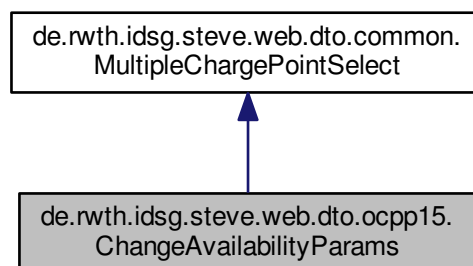 de.rwth.idsg.steve.web.dto.common.
MultipleChargePointSelect
de.rwth.idsg.steve.web.dto.ocpp15.
ChangeAvailabilityParams